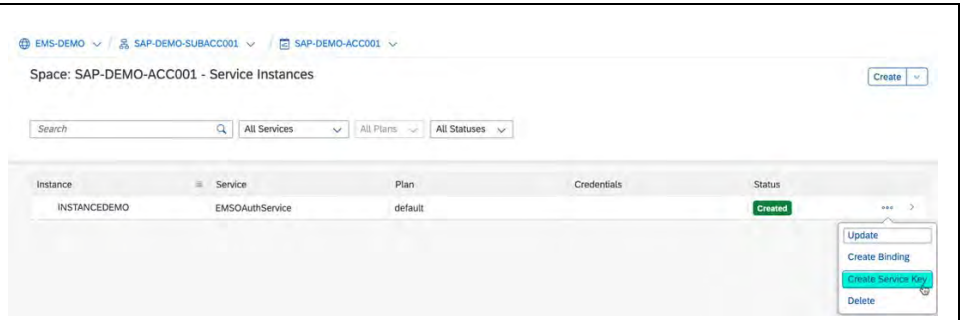 EMS-DEMO / SAP-DEMO-SUBACC001 / SAP-DEMO-ACC001
Space: SAP-DEMO-ACC001 - Service Instances
Create
Search All Services All Plans All Statuses
Instance Service Plan Credentials Status
INSTANCEDEMO EMSOAuthService default Created
Update
Create Binding
Create Service Key
Delete